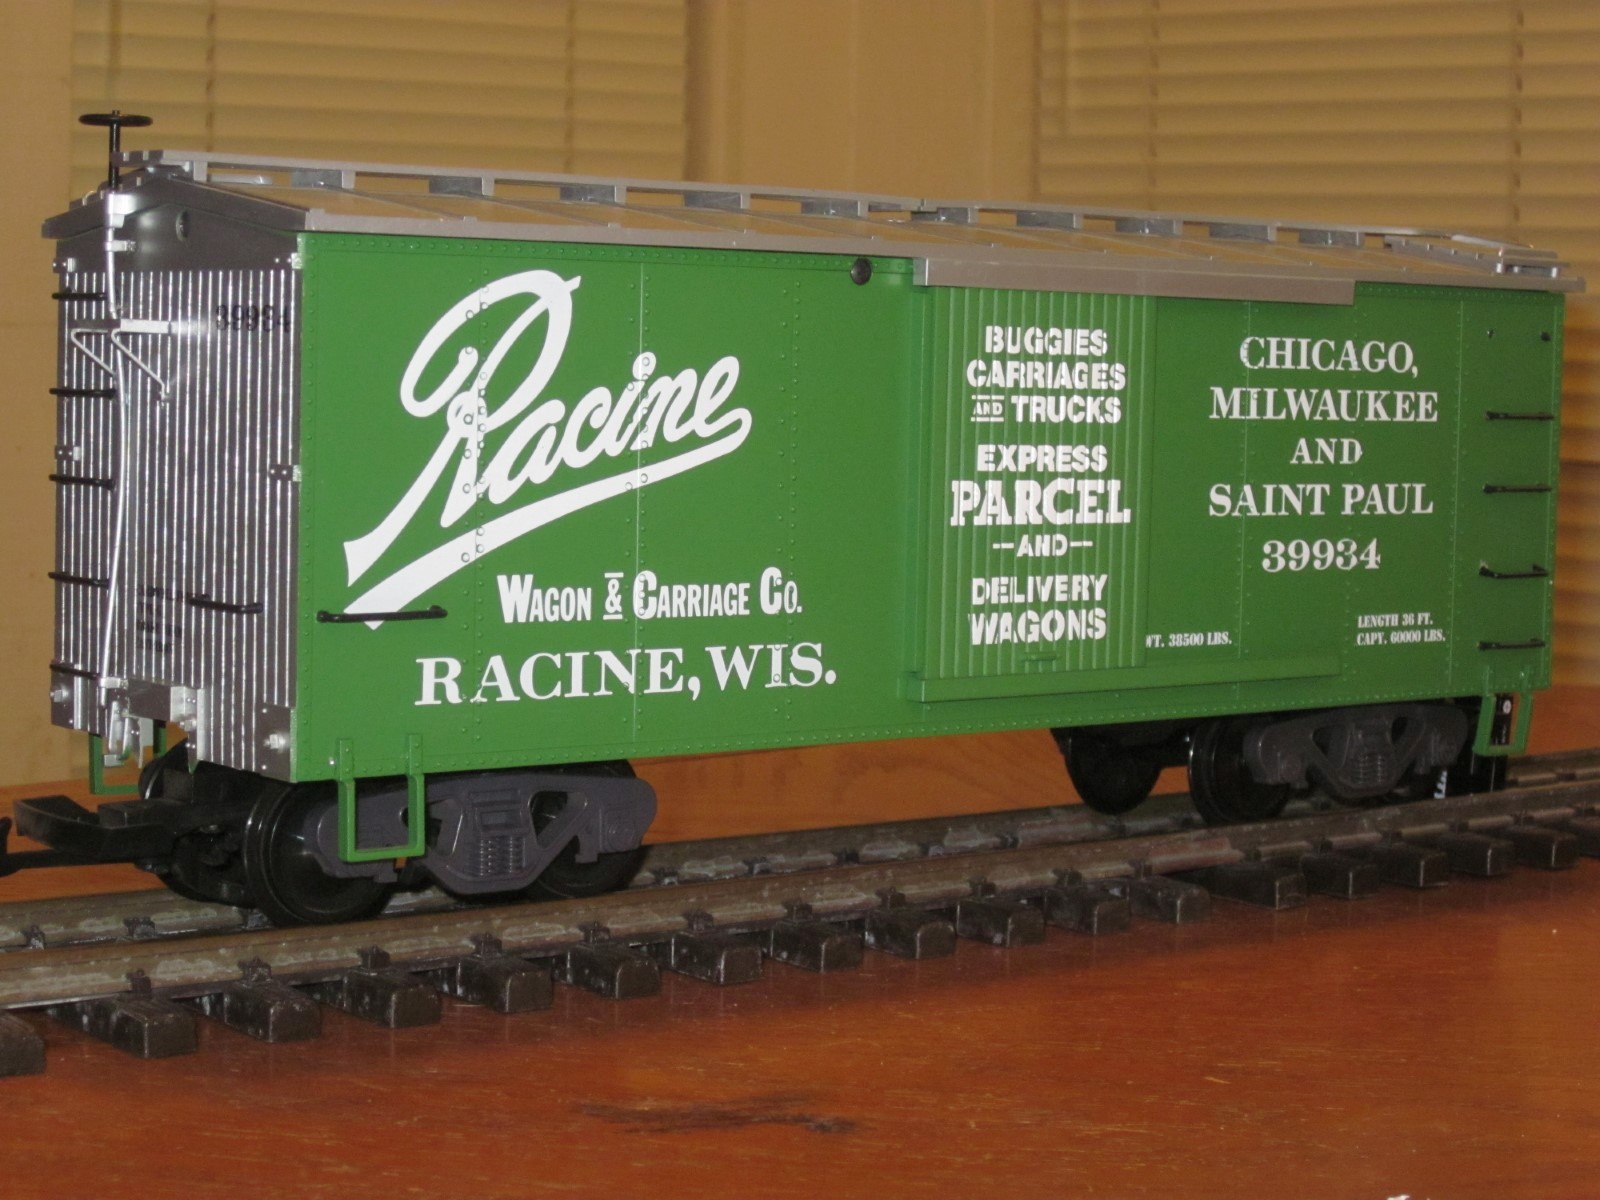 39934
Racine
WAGON & CARRIAGE CO.
RACINE, WIS.
BUGGIES
CARRIAGES
AND TRUCKS
EXPRESS
PARCEL
--AND--
DELIVERY
WAGONS
CHICAGO,
MILWAUKEE
AND
SAINT PAUL
39934
WT. 38500 LBS.
LENGTH 36 FT.
CAPY. 60000 LBS.